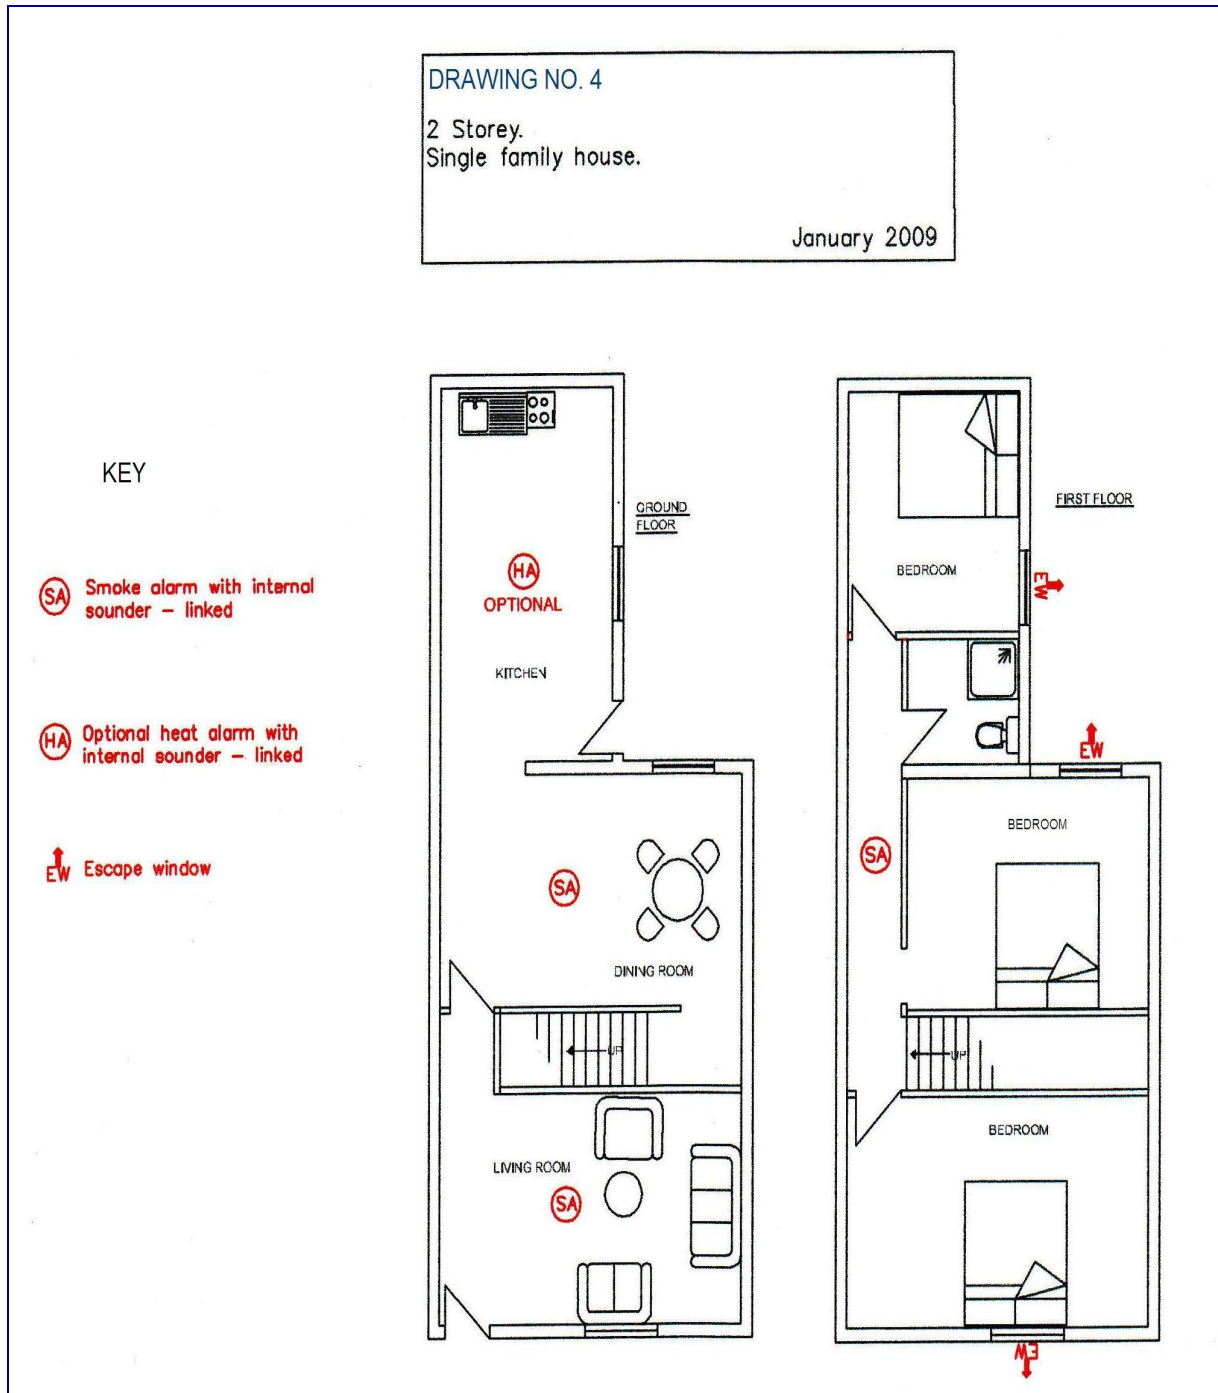 DRAWING NO. 4
2 Storey.
Single family house.
January 2009
KEY
SA Smoke alarm with internal
sounder – linked
HA Optional heat alarm with
internal sounder – linked
EW Escape window
GROUND
FLOOR
HA
OPTIONAL
KITCHEN
SA
DINING ROOM
UP
LIVING ROOM
SA
FIRST FLOOR
BEDROOM
EW
EW
BEDROOM
SA
UP
BEDROOM
EW